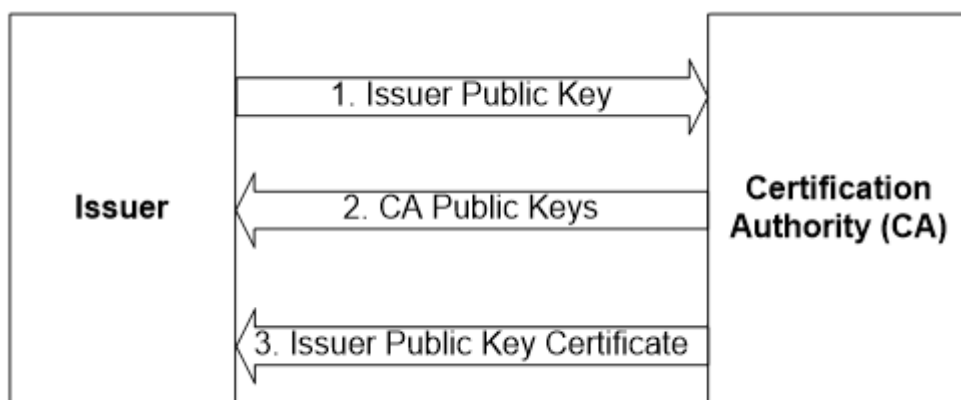 1. Issuer Public Key
Issuer
2. CA Public Keys
Certification
Authority (CA)
3. Issuer Public Key Certificate